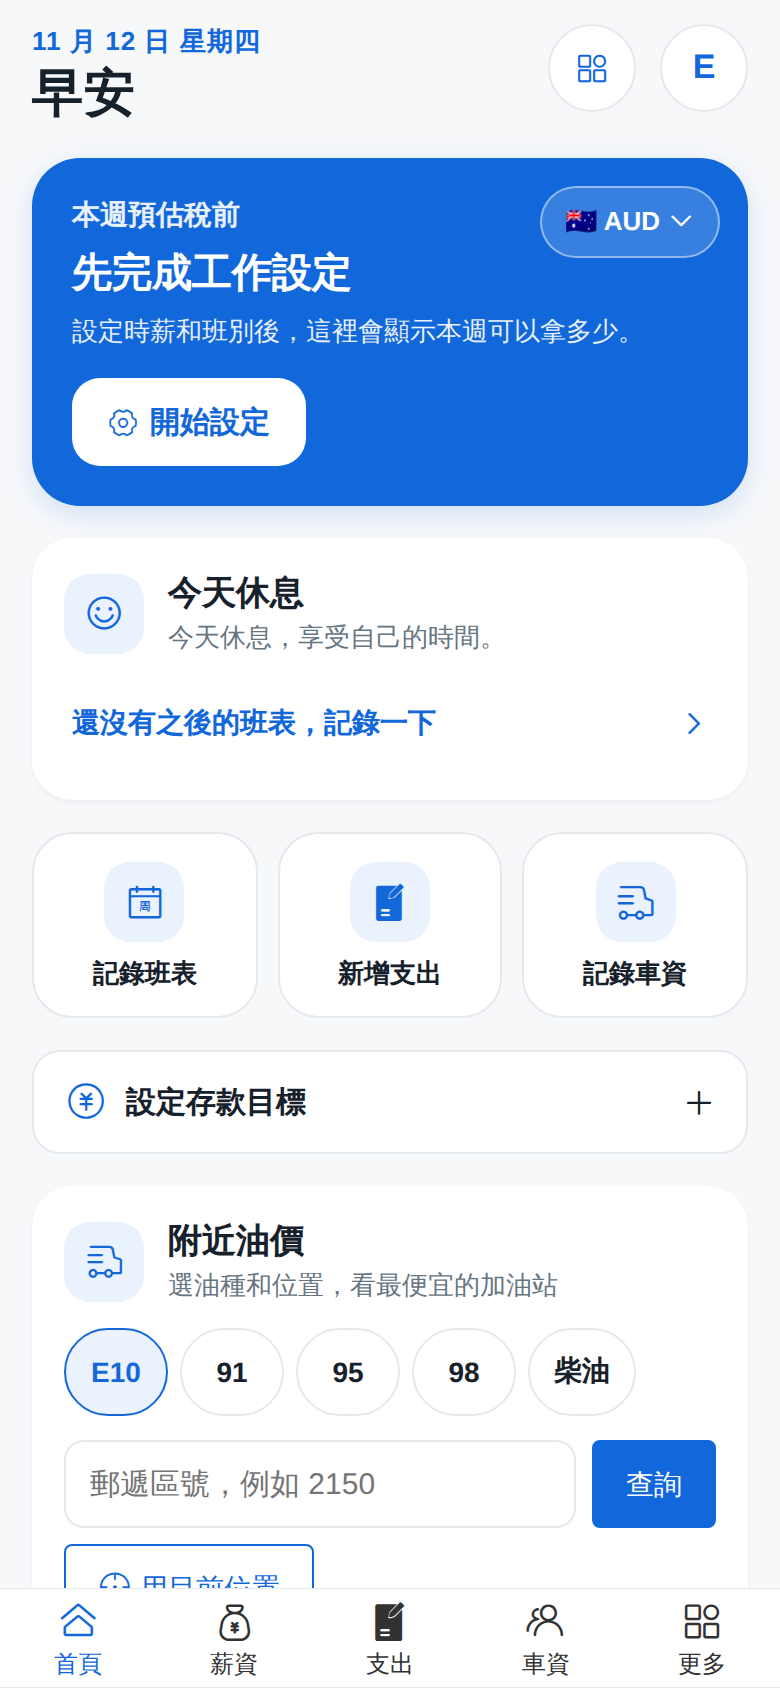 11 月 12 日 星期四
早安
E
本週預估稅前
AUD
先完成工作設定
設定時薪和班別後，這裡會顯示本週可以拿多少。
開始設定
今天休息
今天休息，享受自己的時間。
還沒有之後的班表，記錄一下
周
記錄班表
新增支出
記錄車資
¥
設定存款目標
附近油價
選油種和位置，看最便宜的加油站
E10
91
95
98
柴油
郵遞區號，例如 2150
查詢
用目前位置
¥
首頁
薪資
支出
車資
更多